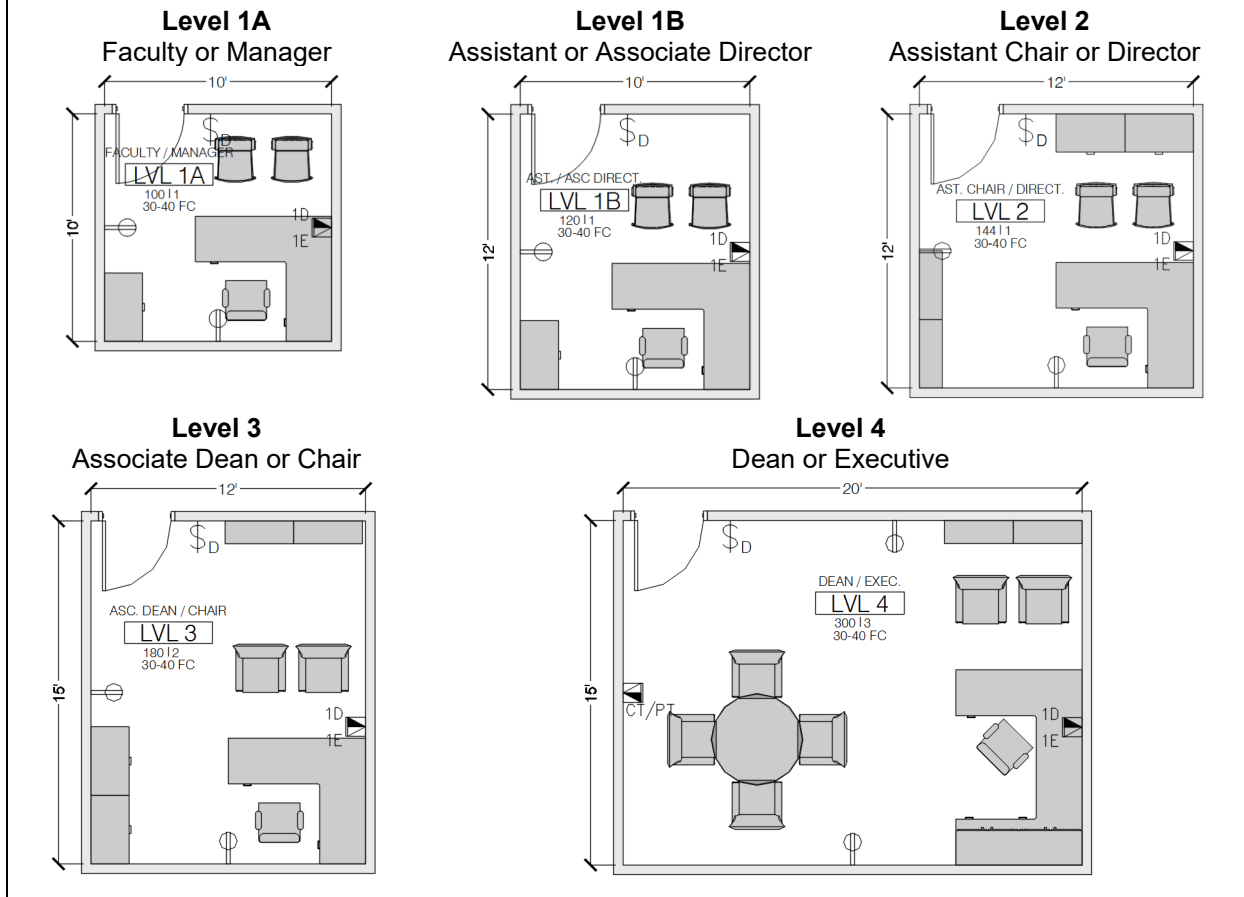 Level 1A
Faculty or Manager
10'
10'
$D
FACULTY / MANAGER
LVL 1A
100 | 1
30-40 FC
1D
1E
Level 1B
Assistant or Associate Director
10'
12'
$D
AST. / ASC DIRECT.
LVL 1B
120 | 1
30-40 FC
1D
1E
Level 2
Assistant Chair or Director
12'
12'
$D
AST. CHAIR / DIRECT.
LVL 2
144 | 1
30-40 FC
1D
1E
Level 3
Associate Dean or Chair
12'
15'
$D
ASC. DEAN / CHAIR
LVL 3
180 | 2
30-40 FC
1D
1E
Level 4
Dean or Executive
20'
15'
$D
DEAN / EXEC.
LVL 4
300 | 3
30-40 FC
CT/PT
1D
1E